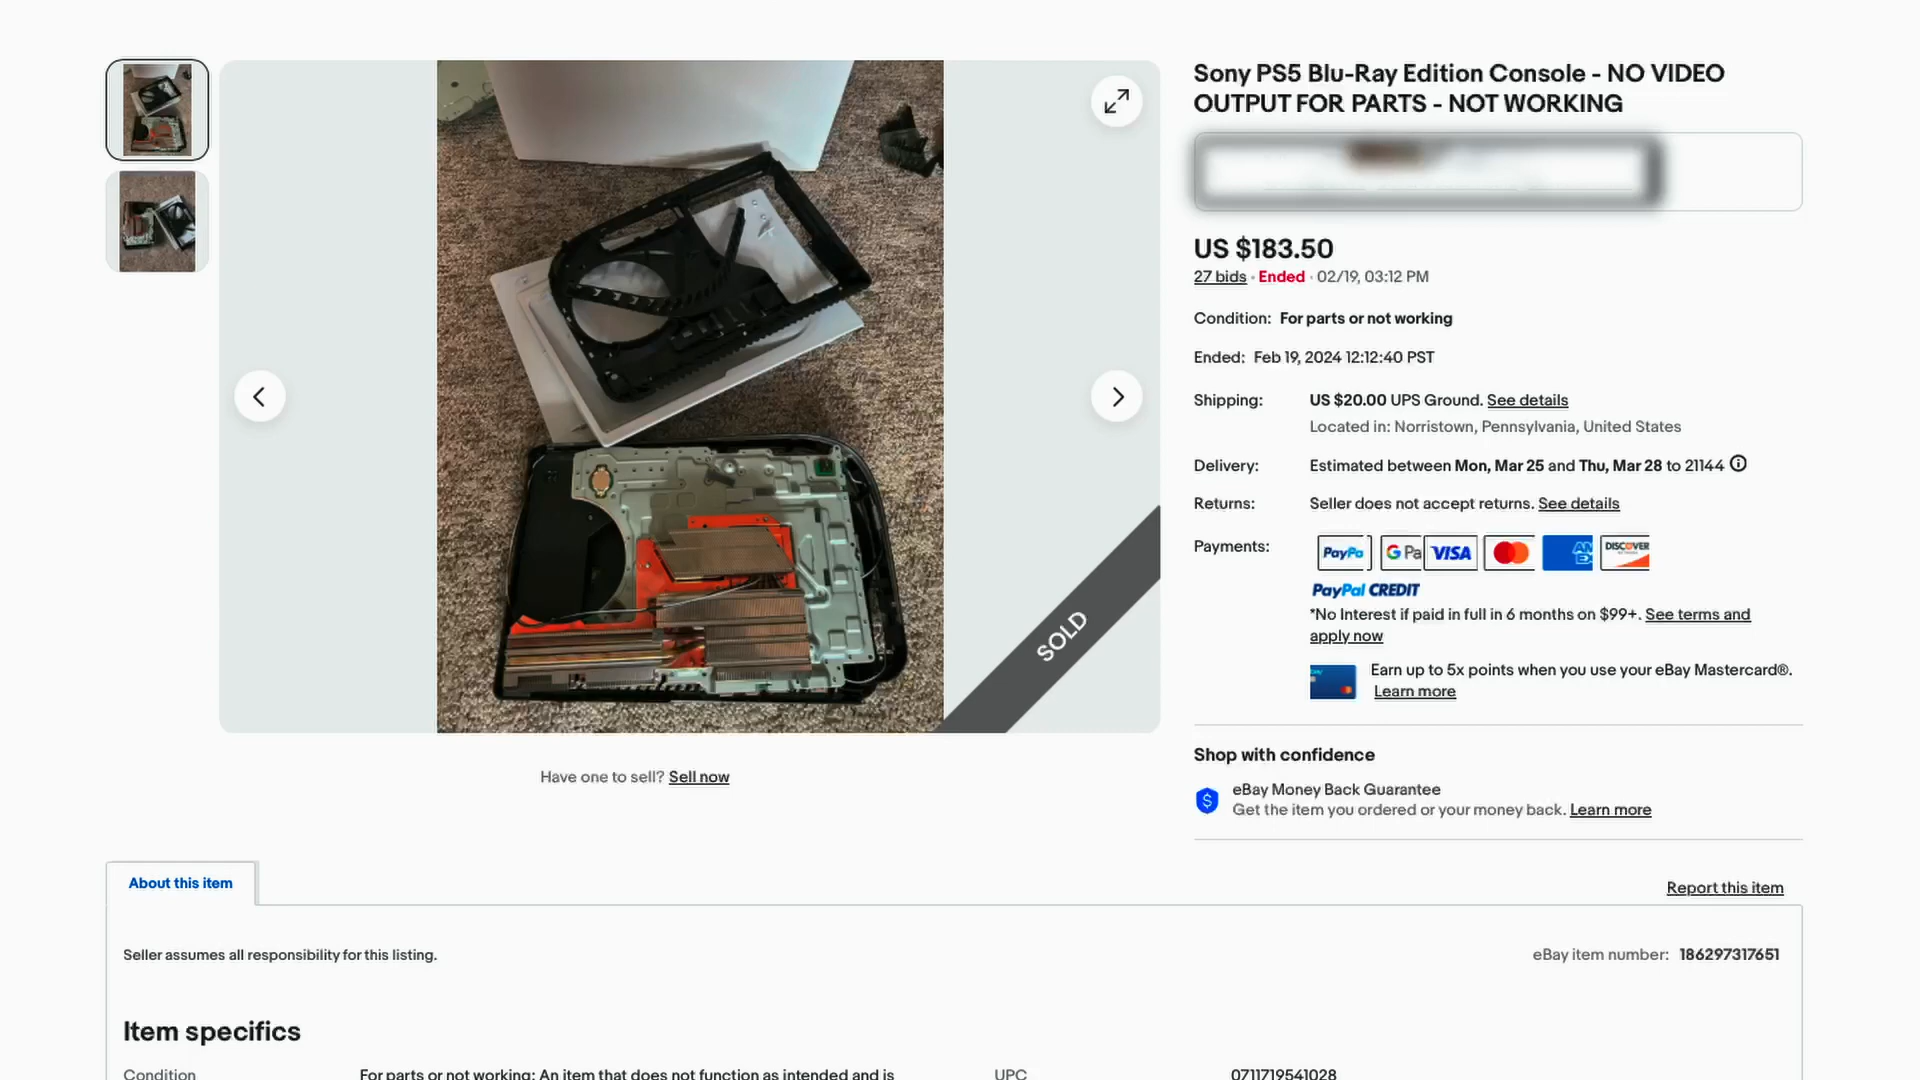 Sony PS5 Blu-Ray Edition Console - NO VIDEO
OUTPUT FOR PARTS - NOT WORKING
US $183.50
27 bids · Ended · 02/19, 03:12 PM
Condition: For parts or not working
Ended: Feb 19, 2024 12:12:40 PST
Shipping: US $20.00 UPS Ground. See details
Located in: Norristown, Pennsylvania, United States
Delivery: Estimated between Mon, Mar 25 and Thu, Mar 28 to 21144
Returns: Seller does not accept returns. See details
Payments: PayPa G Pa VISA DISCOVER
PayPal CREDIT
*No Interest if paid in full in 6 months on $99+. See terms and
apply now
Earn up to 5x points when you use your eBay Mastercard®.
Learn more
SOLD
Have one to sell? Sell now
Shop with confidence
eBay Money Back Guarantee
Get the item you ordered or your money back. Learn more
About this item
Report this item
Seller assumes all responsibility for this listing.
eBay item number: 186297317651
Item specifics
Condition For parts or not working: An item that does not function as intended and is
UPC 0711719541028